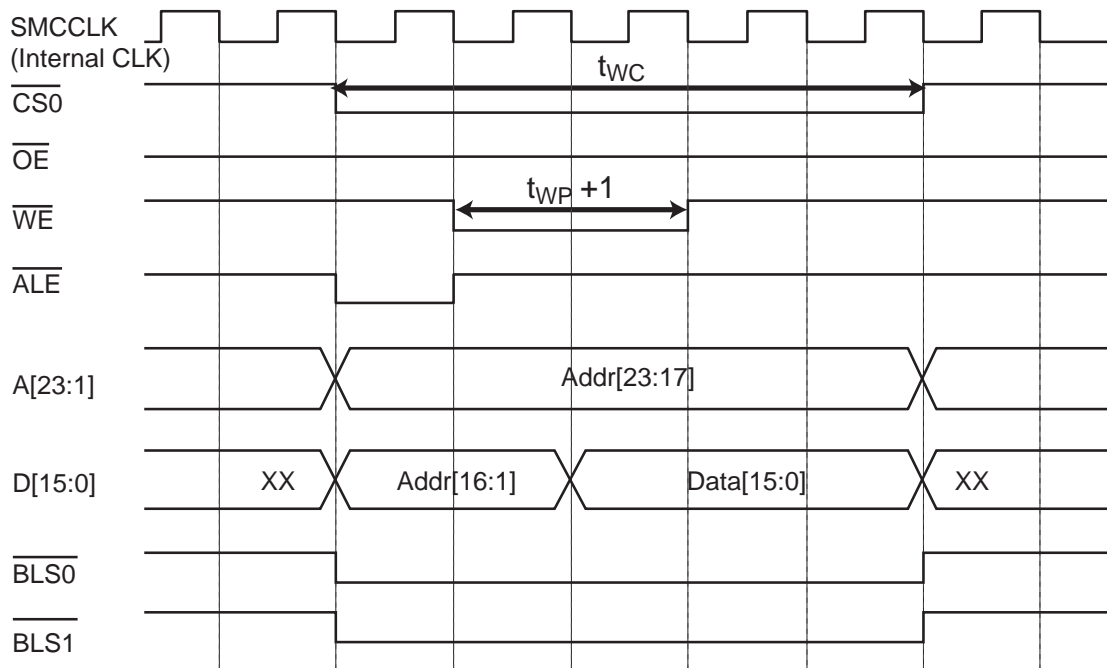 SMCCLK
(Internal CLK)
tWC
CS0
OE
tWP +1
WE
ALE
A[23:1]
Addr[23:17]
D[15:0]
XX
Addr[16:1]
Data[15:0]
XX
BLS0
BLS1